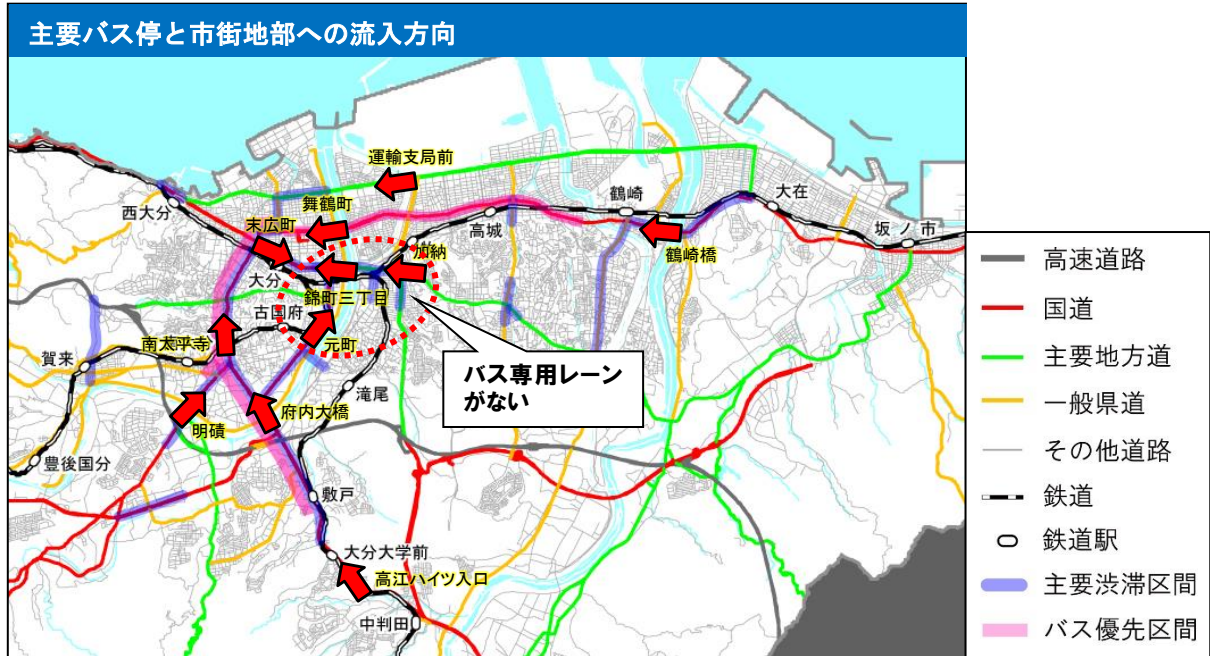 主要バス停と市街地部への流入方向
運輸支局前
舞鶴町
西大分
末広町
鶴崎
大在
高城
坂ノ市
加納
鶴崎橋
大分
錦町三丁目
古国府
元町
南太平寺
賀来
滝尾
バス専用レーン
がない
明磧
府内大橋
豊後国分
敷戸
大分大学前
高江ハイツ入口
中判田
高速道路
国道
主要地方道
一般県道
その他道路
鉄道
鉄道駅
主要渋滞区間
バス優先区間